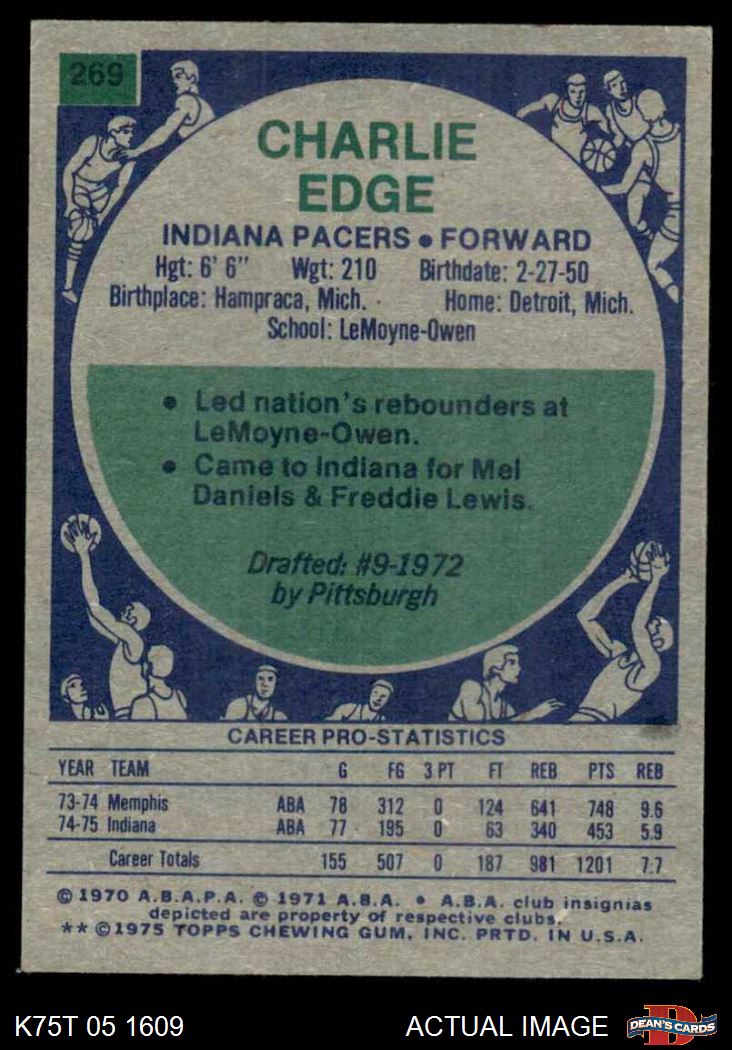 269
CHARLIE
EDGE
INDIANA PACERS • FORWARD
Hgt: 6' 6" Wgt: 210 Birthdate: 2-27-50
Birthplace: Hampraca, Mich. Home: Detroit, Mich.
School: LeMoyne-Owen
• Led nation's rebounders at
LeMoyne-Owen.
• Came to Indiana for Mel
Daniels & Freddie Lewis.
Drafted: #9-1972
by Pittsburgh
CAREER PRO-STATISTICS
YEAR TEAM G FG 3 PT FT REB PTS REB
73-74 Memphis ABA 78 312 0 124 641 748 9.6
74-75 Indiana ABA 77 195 0 63 340 453 5.9
Career Totals 155 507 0 187 981 1201 7.7
© 1970 A.B.A.P.A. © 1971 A.B.A. • A.B.A. club insignias
depicted are property of respective clubs.
** ©1975 TOPPS CHEWING GUM, INC. PRTD. IN U.S.A.
K75T 05 1609 ACTUAL IMAGE D DEAN'S CARDS